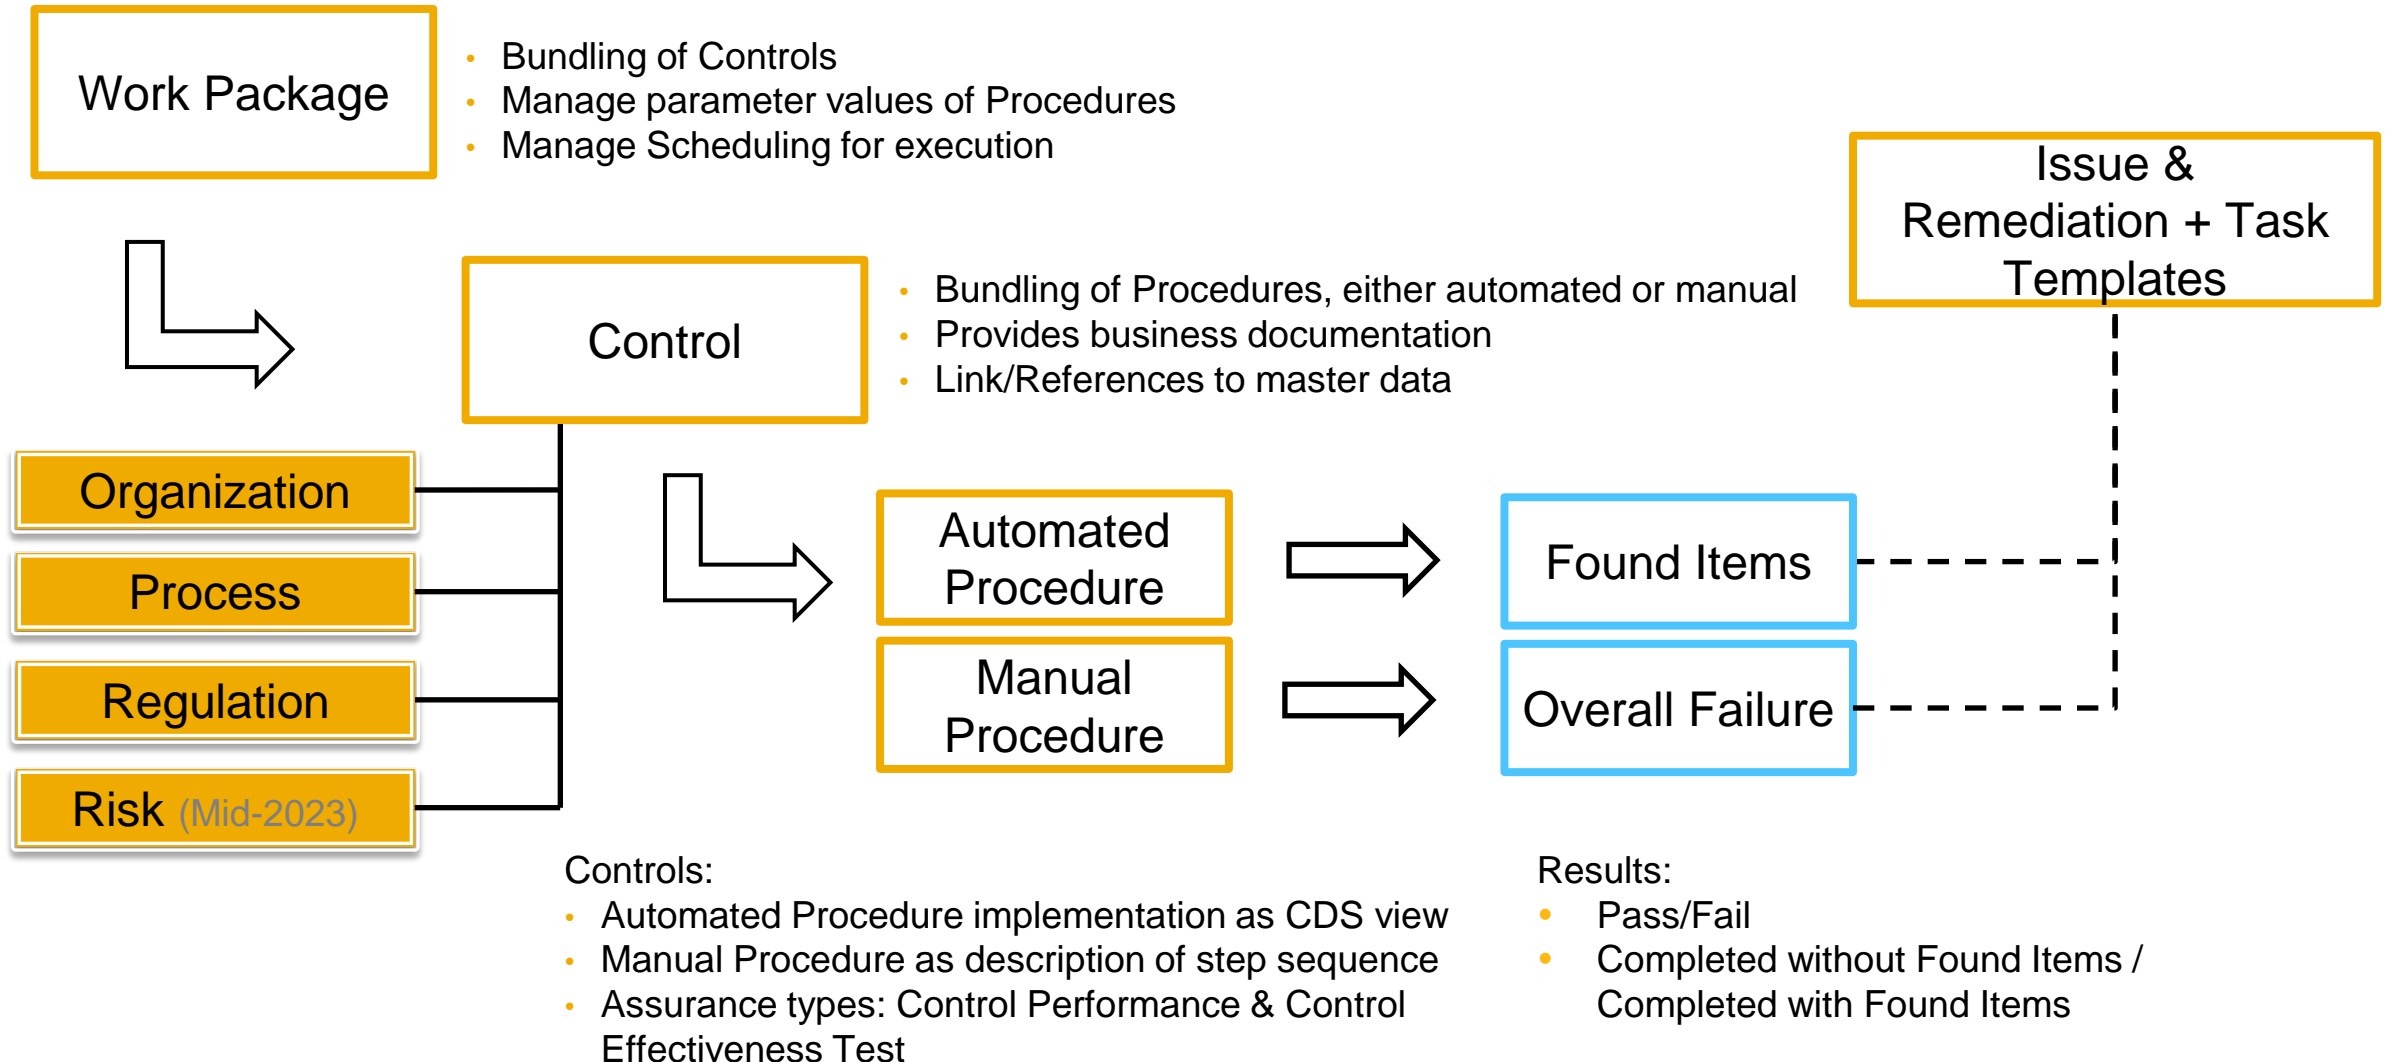 Work Package
• Bundling of Controls
• Manage parameter values of Procedures
• Manage Scheduling for execution
Issue &
Remediation + Task
Templates
Control
• Bundling of Procedures, either automated or manual
• Provides business documentation
• Link/References to master data
Organization
Process
Regulation
Risk (Mid-2023)
Automated
Procedure
Found Items
Manual
Procedure
Overall Failure
Controls:
• Automated Procedure implementation as CDS view
• Manual Procedure as description of step sequence
• Assurance types: Control Performance & Control
Effectiveness Test
Results:
• Pass/Fail
• Completed without Found Items /
Completed with Found Items